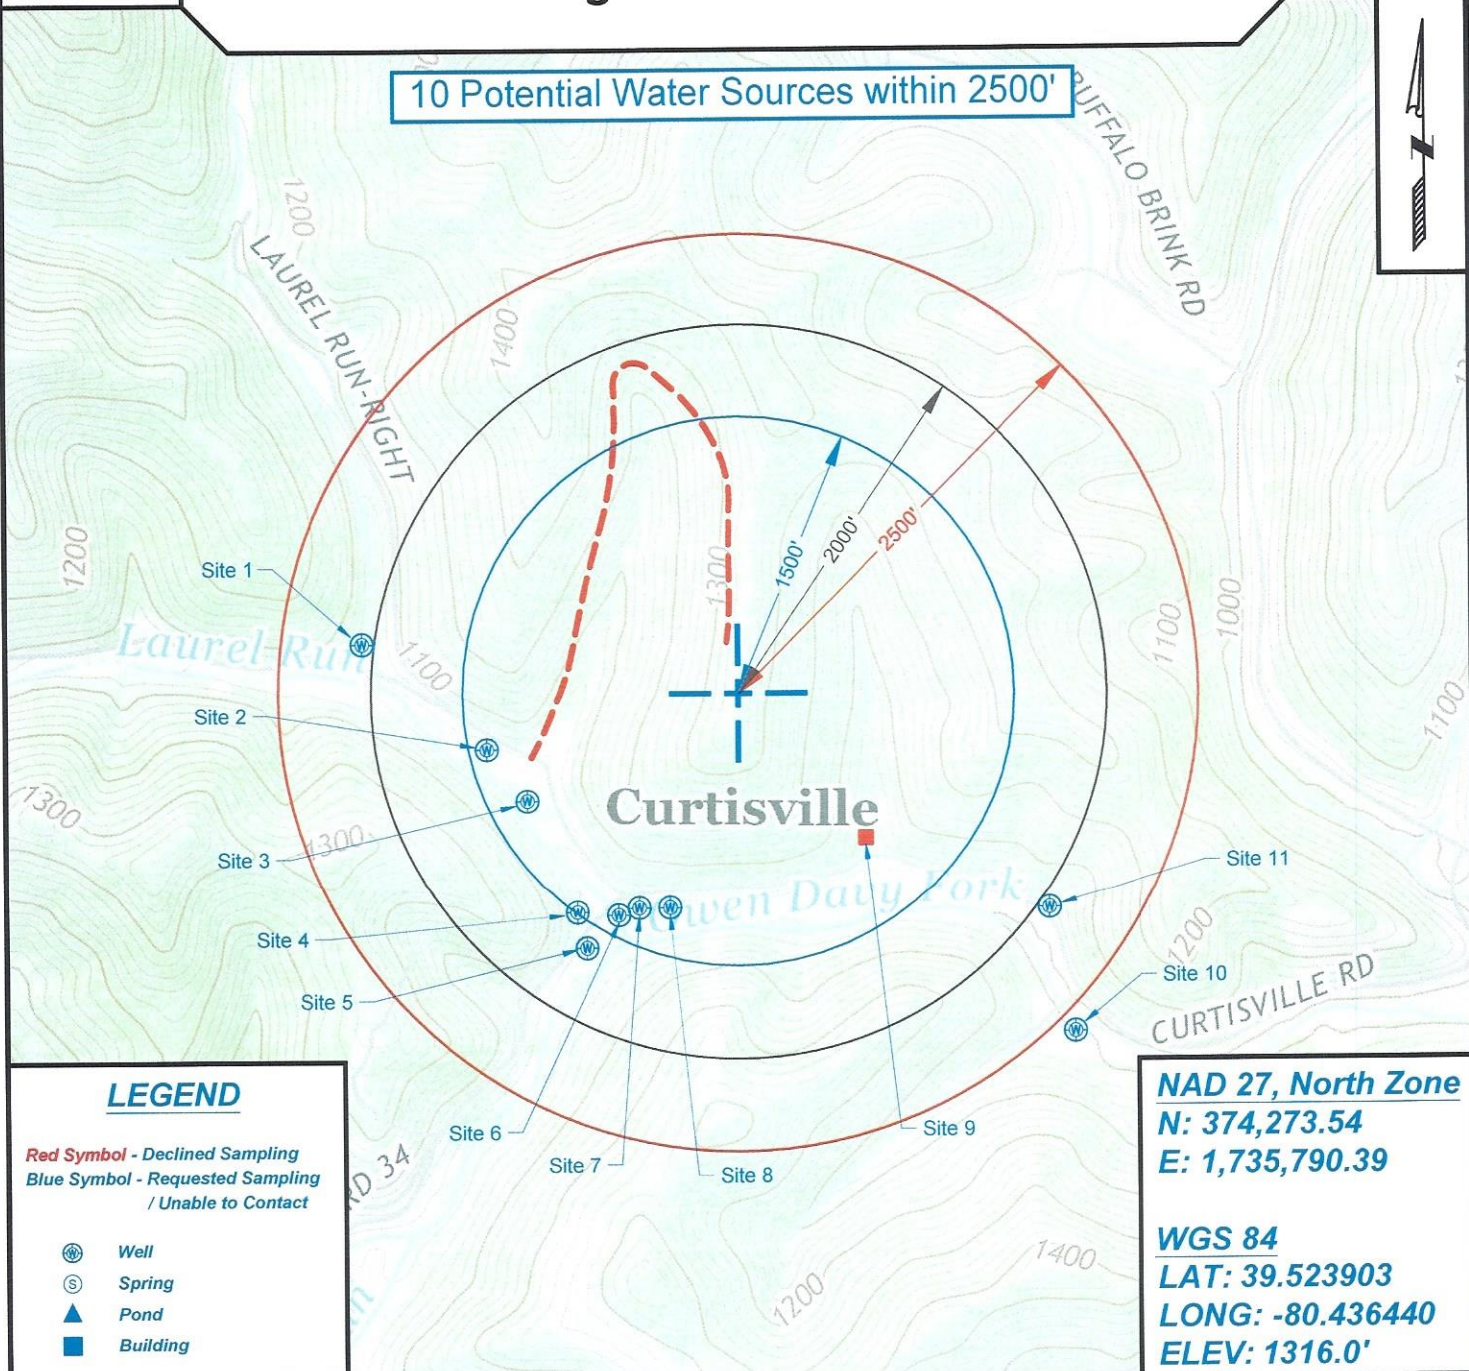 10 Potential Water Sources within 2500'
BUFFALO BRINK RD
N
1200
LAUREL RUN-RIGHT
1400
1500'
2000'
2500'
1300
1200
Site 1
Laurel Run
1100
1100
1000
1100
Site 2
1300
Curtisville
Site 3
1300
Owen Davy Fork
Site 11
Site 4
1200
Site 10
Site 5
CURTISVILLE RD
Site 6
Site 9
Site 7
Site 8
RD 34
1400
1200
LEGEND
Red Symbol - Declined Sampling
Blue Symbol - Requested Sampling
/ Unable to Contact
W Well
S Spring
Pond
Building
NAD 27, North Zone
N: 374,273.54
E: 1,735,790.39
WGS 84
LAT: 39.523903
LONG: -80.436440
ELEV: 1316.0'